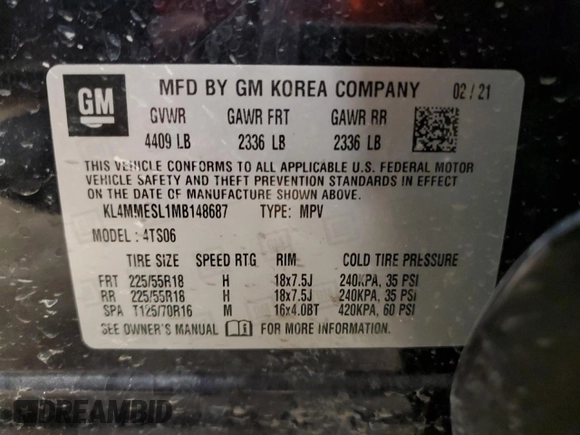 GM
MFD BY GM KOREA COMPANY 02 / 21
GVWR GAWR FRT GAWR RR
4409 LB 2336 LB 2336 LB
THIS VEHICLE CONFORMS TO ALL APPLICABLE U.S. FEDERAL MOTOR
VEHICLE SAFETY AND THEFT PREVENTION STANDARDS IN EFFECT
ON THE DATE OF MANUFACTURE SHOWN ABOVE.
KL4MMESL1MB148687 TYPE: MPV
MODEL : 4TS06
TIRE SIZE SPEED RTG RIM COLD TIRE PRESSURE
FRT 225/55R18 H 18x7.5J 240KPA, 35 PSI
RR 225/55R18 H 18x7.5J 240KPA, 35 PSI
SPA T125/70R16 M 16x4.0BT 420KPA, 60 PSI
SEE OWNER'S MANUAL FOR MORE INFORMATION
DREAMBID